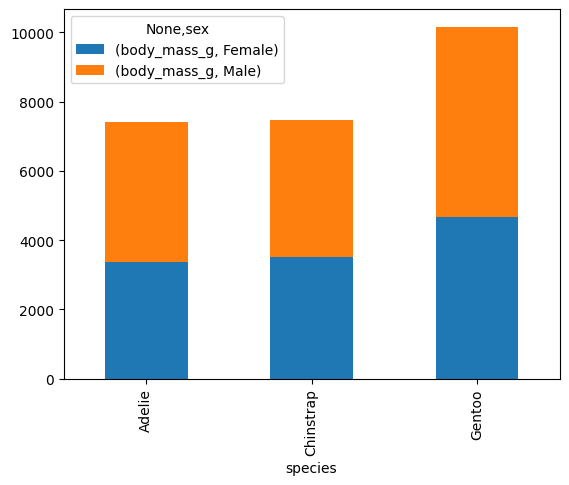 None,sex
(body_mass_g, Female)
(body_mass_g, Male)
10000
8000
6000
4000
2000
0
Adelie
Chinstrap
Gentoo
species